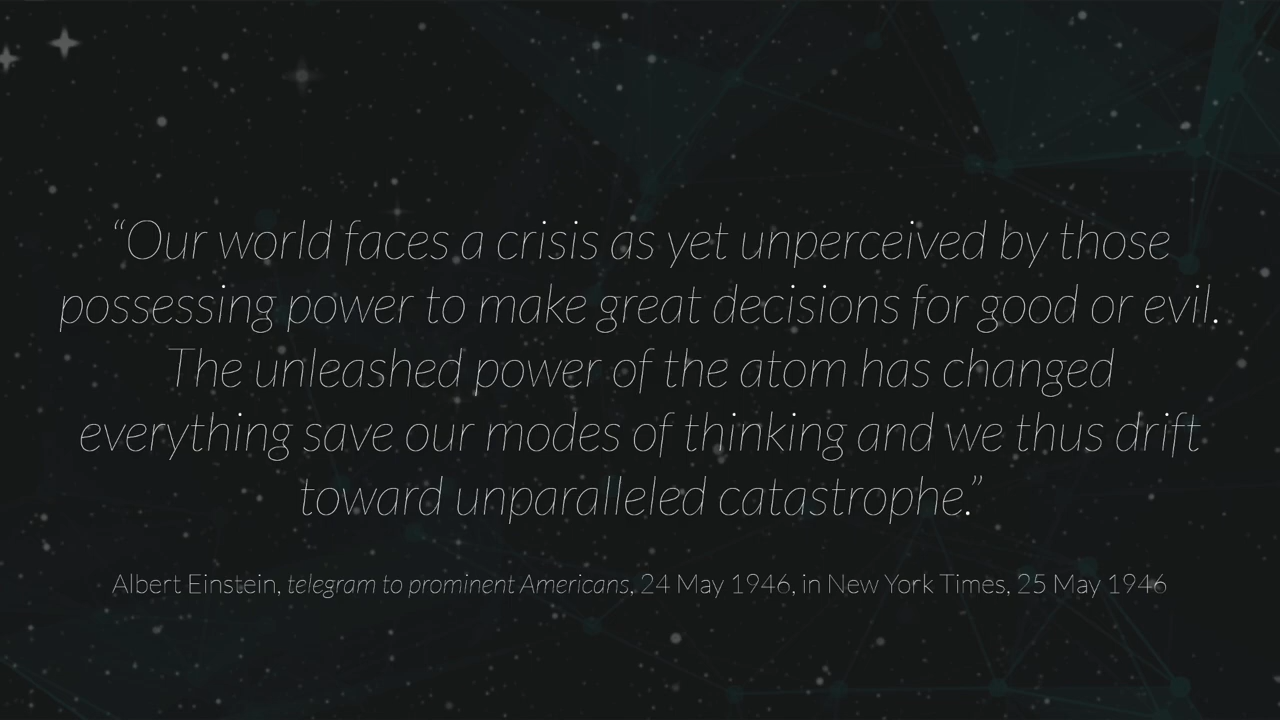 “Our world faces a crisis as yet unperceived by those
possessing power to make great decisions for good or evil.
The unleashed power of the atom has changed
everything save our modes of thinking and we thus drift
toward unparalleled catastrophe.”
Albert Einstein, telegram to prominent Americans, 24 May 1946, in New York Times, 25 May 1946